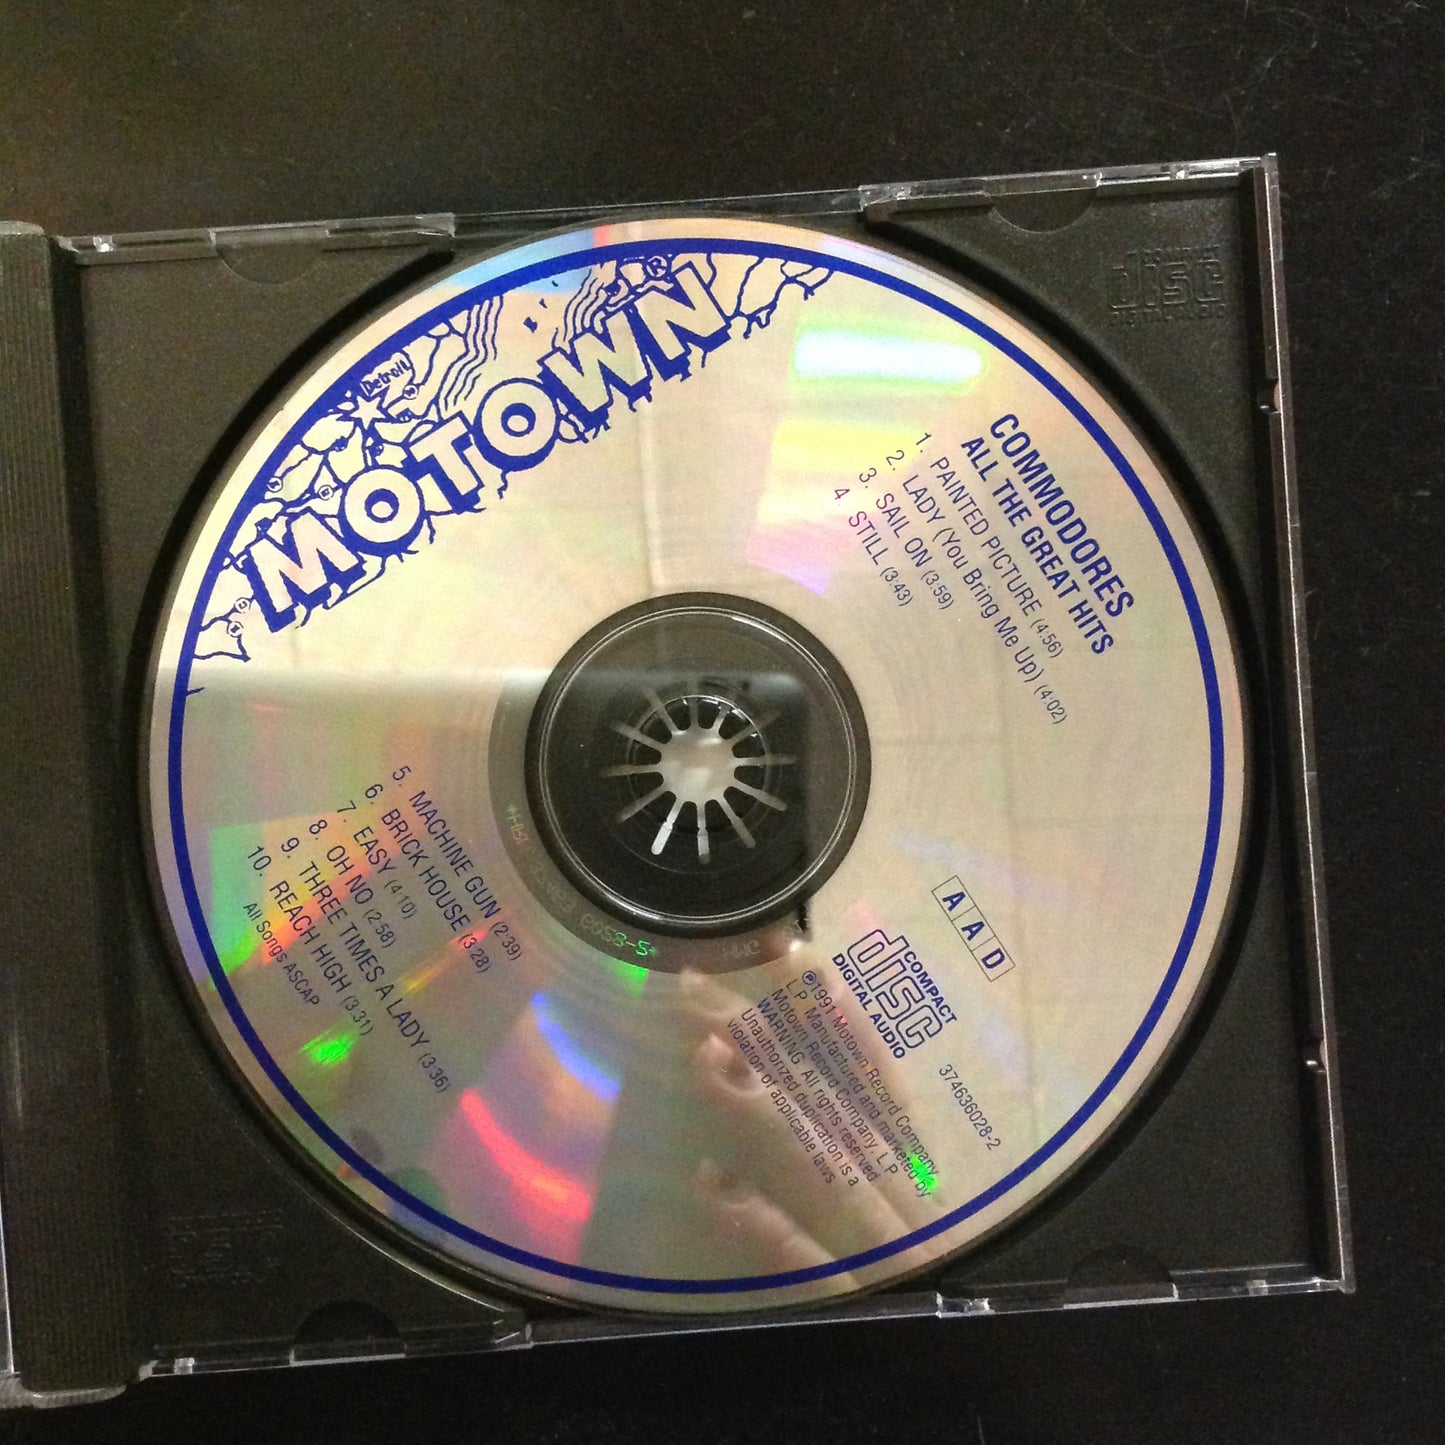 Detroit
MOTOWN
®
COMMODORES
ALL THE GREAT HITS
1. PAINTED PICTURE (4:56)
2. LADY (You Bring Me Up) (4:02)
3. SAIL ON (3:59)
4. STILL (3:43)
5. MACHINE GUN (2:39)
6. BRICK HOUSE (3:28)
7. EASY (4:10)
8. OH NO (2:58)
9. THREE TIMES A LADY (3:36)
10. REACH HIGH (3:31)
All Songs ASCAP
AAD
COMPACT
disc
DIGITAL AUDIO
374636028-2
℗1991 Motown Record Company,
L.P. Manufactured and marketed by
Motown Record Company, L.P.
WARNING: All rights reserved.
Unauthorized duplication is a
violation of applicable laws
disc